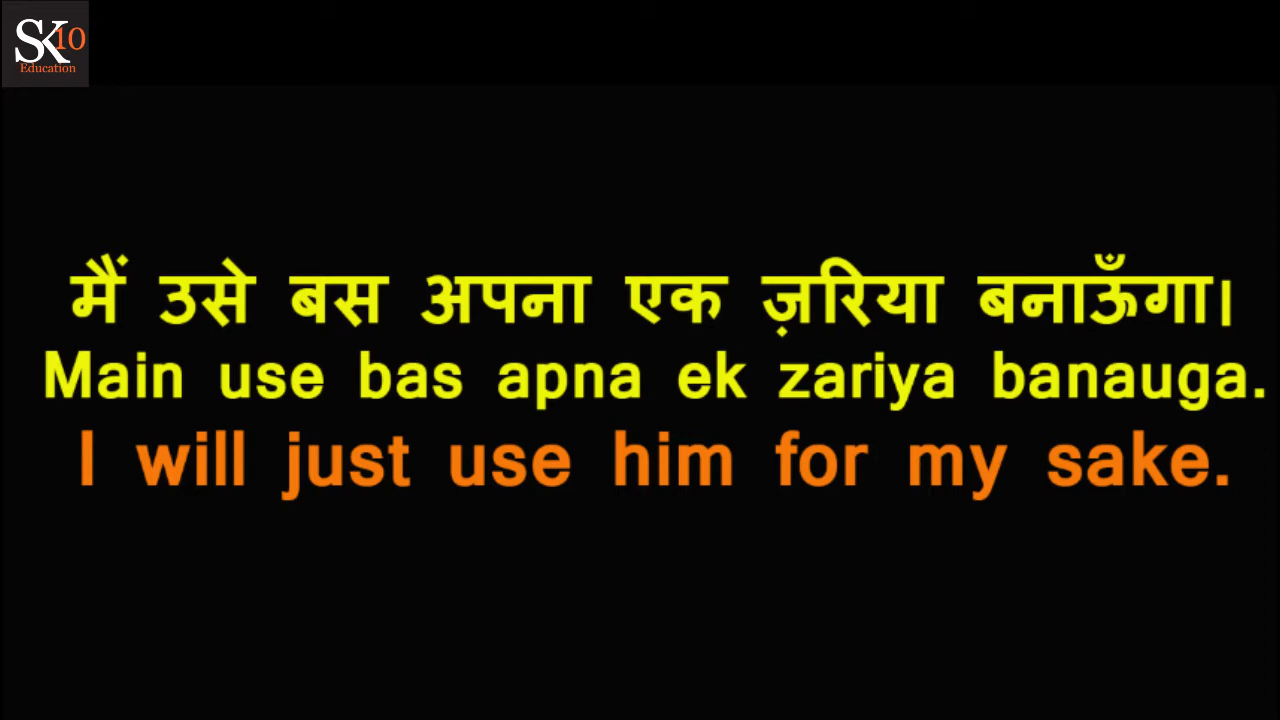 SK10
Education
मैं उसे बस अपना एक ज़रिया बनाऊँगा।
Main use bas apna ek zariya banauga.
I will just use him for my sake.